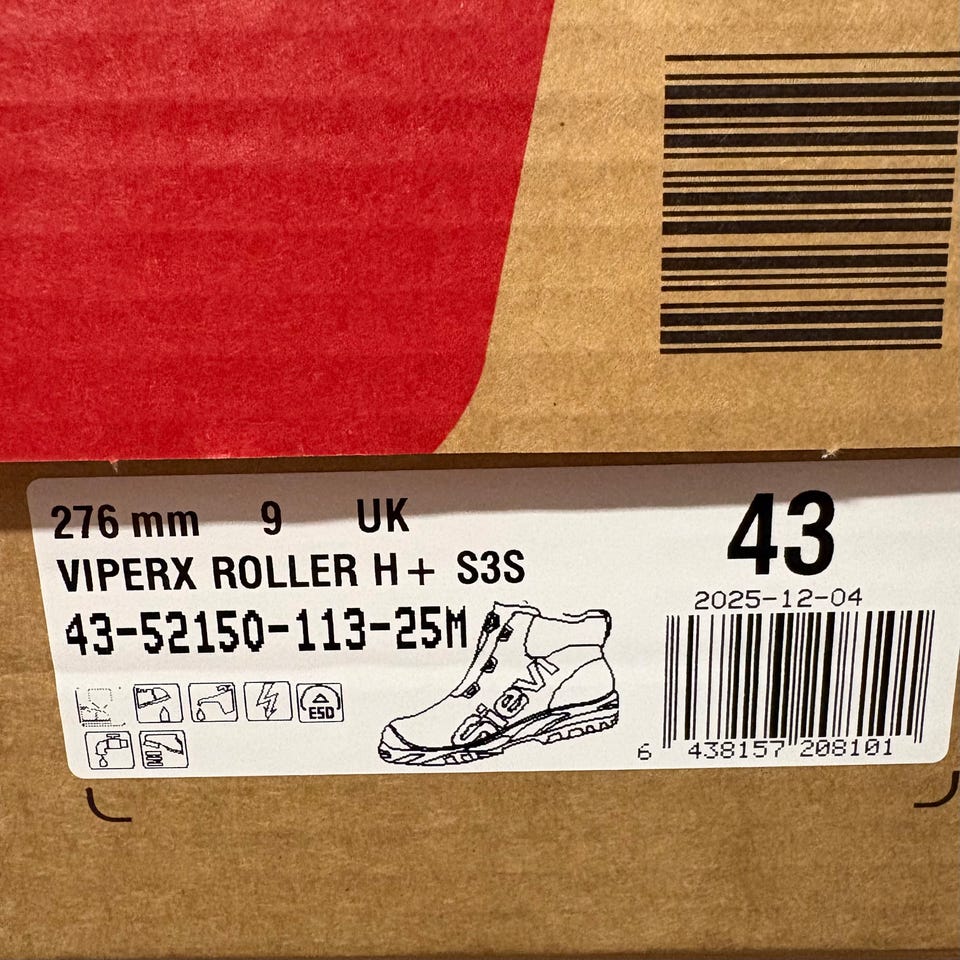 276 mm 9 UK
43
VIPERX ROLLER H+ S3S
2025-12-04
43-52150-113-25M
Sievi
ESD
6 438157 208101